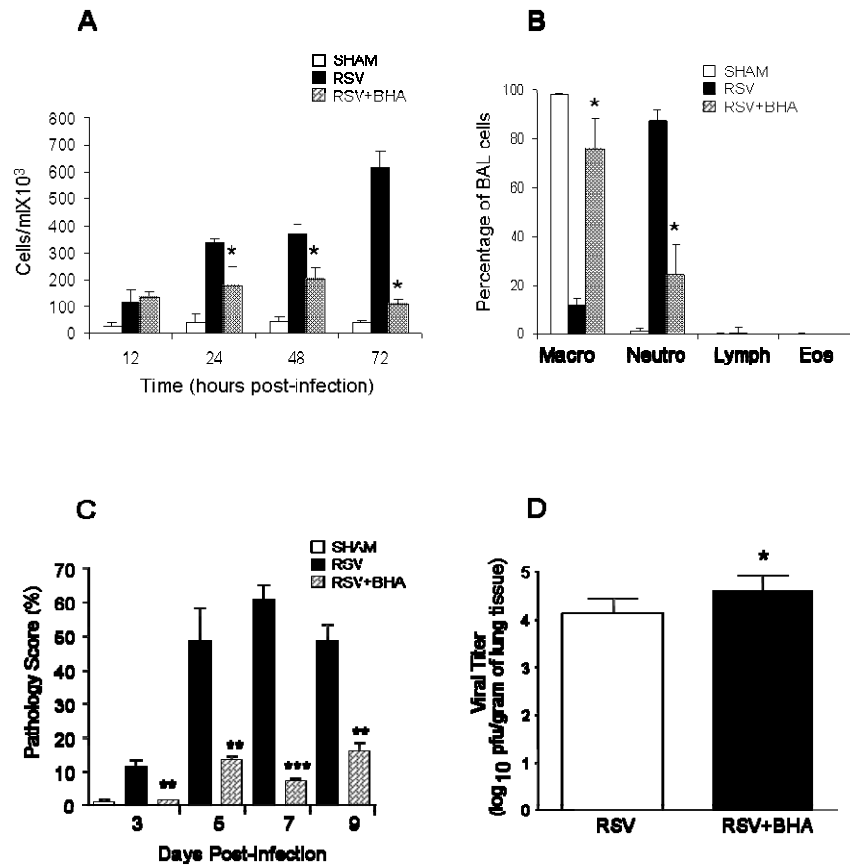 A
SHAM
RSV
RSV+BHA
800
700
600
500
400
300
200
100
0
Cells/mlX10³
*
*
*
12 24 48 72
Time (hours post-infection)
B
SHAM
RSV
RSV+BHA
100
80
60
40
20
0
Percentage of BAL cells
*
*
Macro Neutro Lymph Eos
C
SHAM
RSV
RSV+BHA
70
60
50
40
30
20
10
0
Pathology Score (%)
**
**
***
**
3 5 7 9
Days Post-Infection
D
5
4
3
2
1
0
Viral Titer
(log10 pfu/gram of lung tissue)
*
RSV RSV+BHA